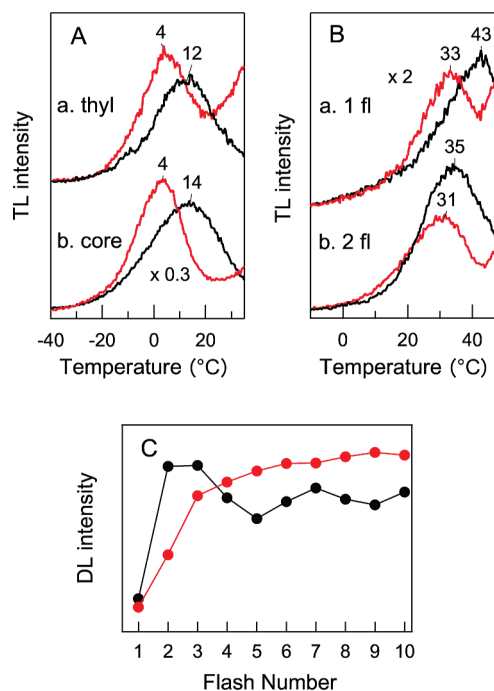 A
4
12
a. thyl
4
14
b. core
x 0.3
TL intensity
-40 -20 0 20
Temperature (°C)
B
43
33
x 2
a. 1 fl
35
31
b. 2 fl
TL intensity
0 20 40
Temperature (°C)
C
DL intensity
1 2 3 4 5 6 7 8 9 10
Flash Number